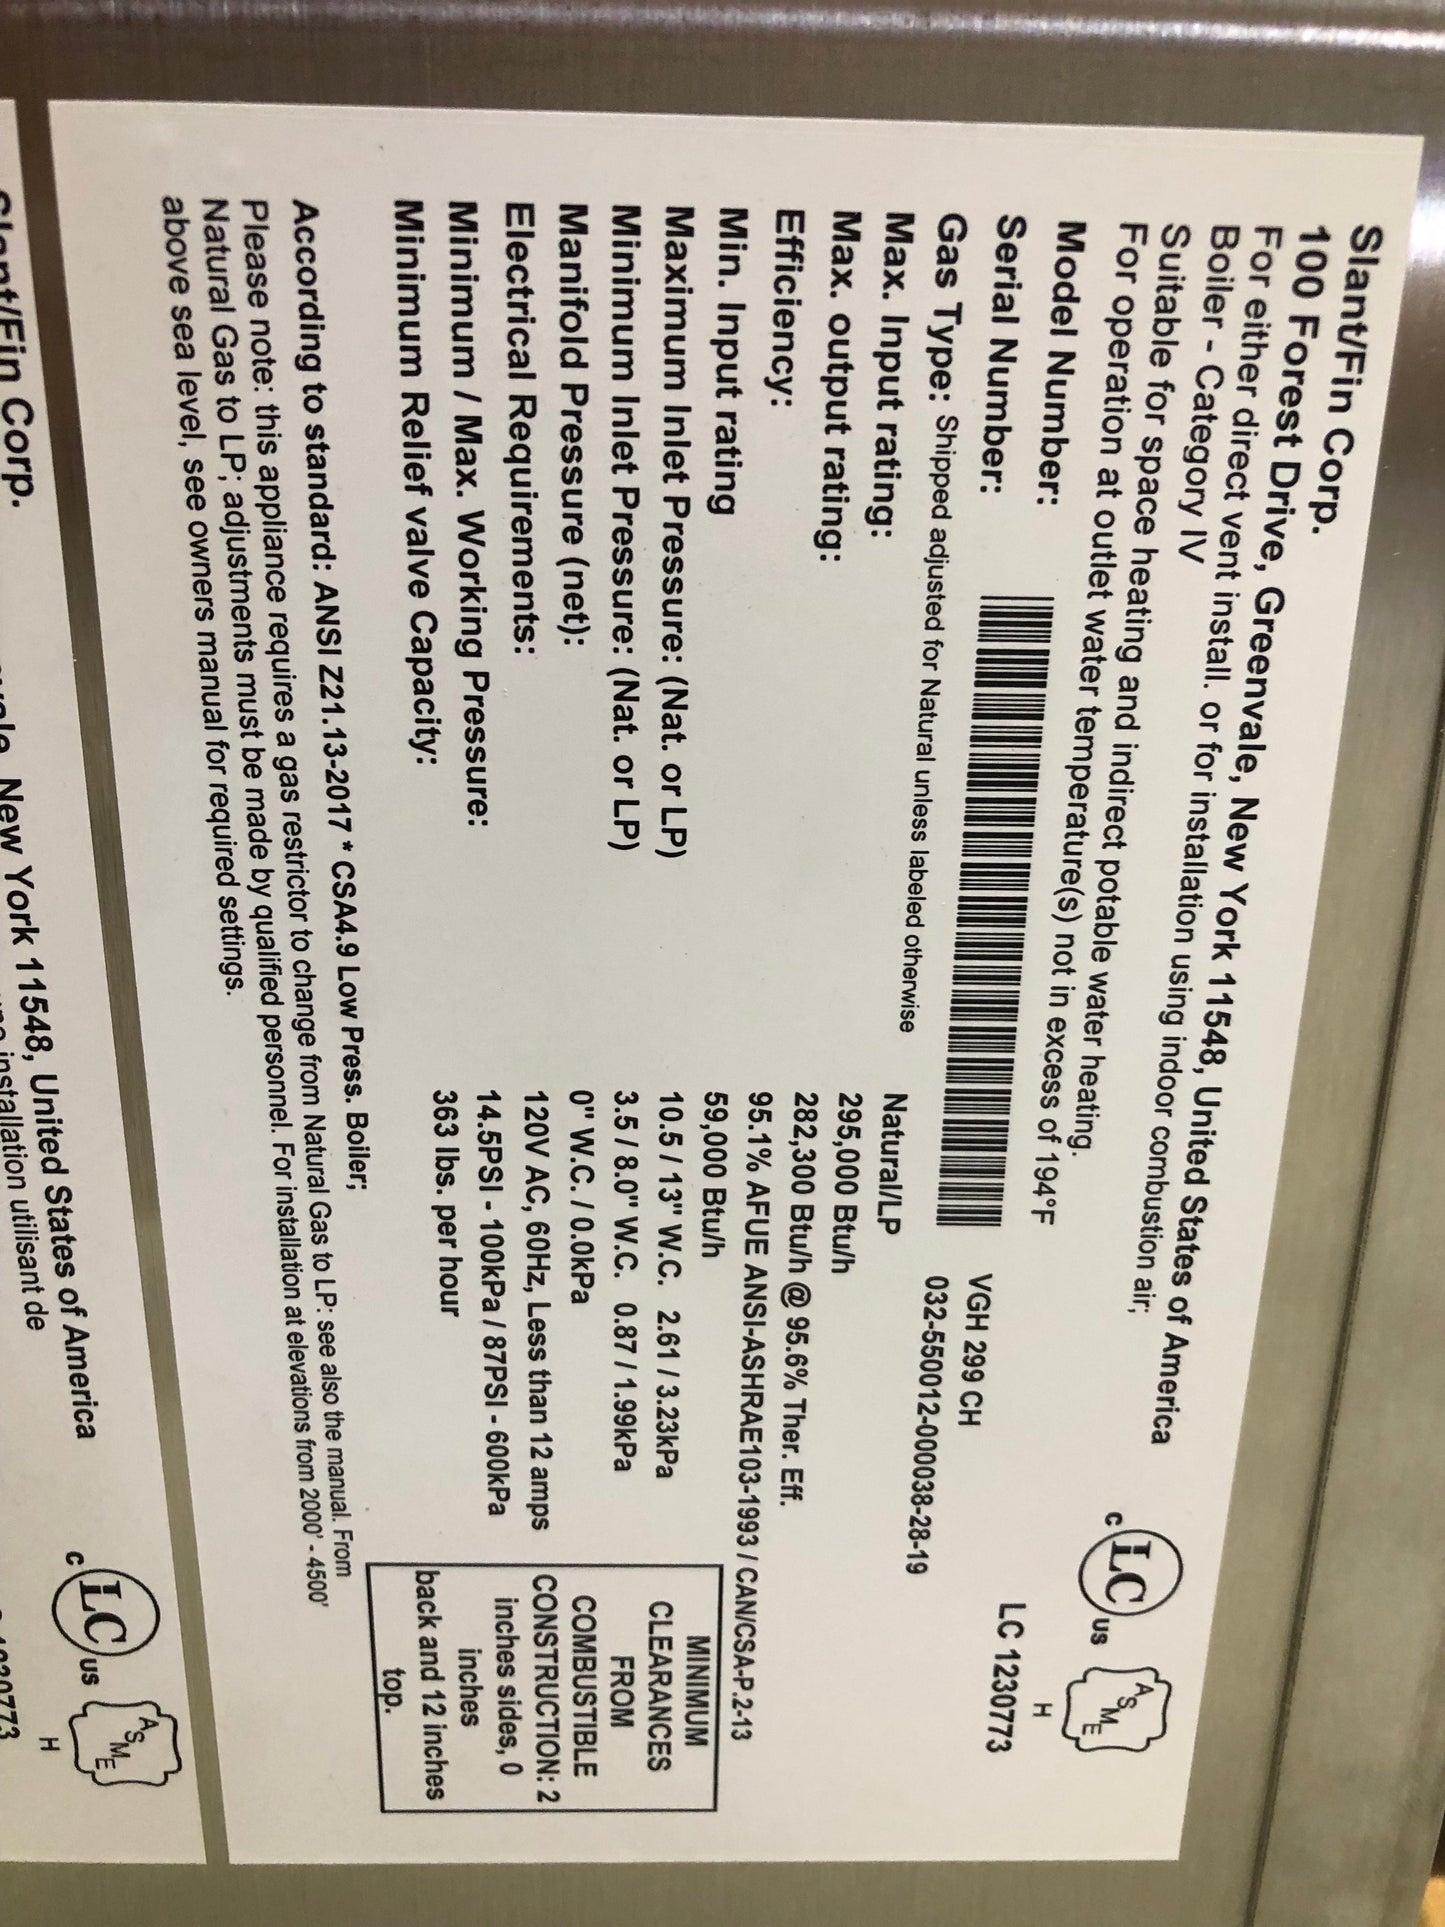 Slant/Fin Corp.
100 Forest Drive, Greenvale, New York 11548, United States of America
For either direct vent install. or for installation using indoor combustion air;
Boiler - Category IV
Suitable for space heating and indirect potable water heating.
For operation at outlet water temperature(s) not in excess of 194°F
c LC us
ASME
H
LC 1230773
Model Number: VGH 299 CH
Serial Number: 032-550012-000038-28-19
Gas Type: Shipped adjusted for Natural unless labeled otherwise Natural/LP
Max. Input rating: 295,000 Btu/h
Max. output rating: 282,300 Btu/h @ 95.6% Ther. Eff.
Efficiency: 95.1% AFUE ANSI-ASHRAE103-1993 / CAN/CSA-P.2-13
Min. Input rating 59,000 Btu/h
Maximum Inlet Pressure: (Nat. or LP) 10.5 / 13" W.C. 2.61 / 3.23kPa
Minimum Inlet Pressure: (Nat. or LP) 3.5 / 8.0" W.C. 0.87 / 1.99kPa
Manifold Pressure (net): 0" W.C. / 0.0kPa
Electrical Requirements: 120V AC, 60Hz, Less than 12 amps
Minimum / Max. Working Pressure: 14.5PSI - 100kPa / 87PSI - 600kPa
Minimum Relief valve Capacity: 363 lbs. per hour
MINIMUM
CLEARANCES
FROM
COMBUSTIBLE
CONSTRUCTION: 2
inches sides, 0
inches
back and 12 inches
top.
According to standard: ANSI Z21.13-2017 * CSA4.9 Low Press. Boiler;
Please note: this appliance requires a gas restrictor to change from Natural Gas to LP: see also the manual. From
Natural Gas to LP; adjustments must be made by qualified personnel. For installation at elevations from 2000' - 4500'
above sea level, see owners manual for required settings.
c LC us
ASME
H
Slant/Fin Corp.
New York 11548, United States of America
installation utilisant de